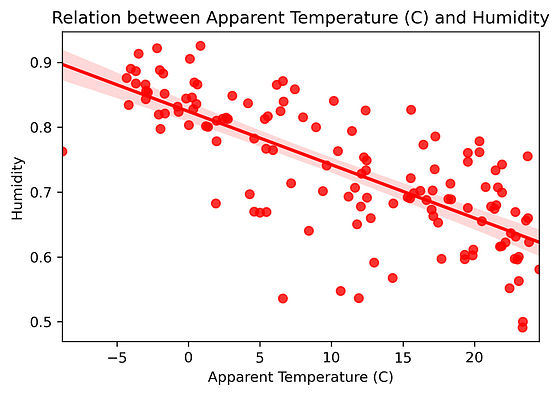 Relation between Apparent Temperature (C) and Humidity
0.9
0.8
0.7
0.6
0.5
Humidity
−5 0 5 10 15 20
Apparent Temperature (C)